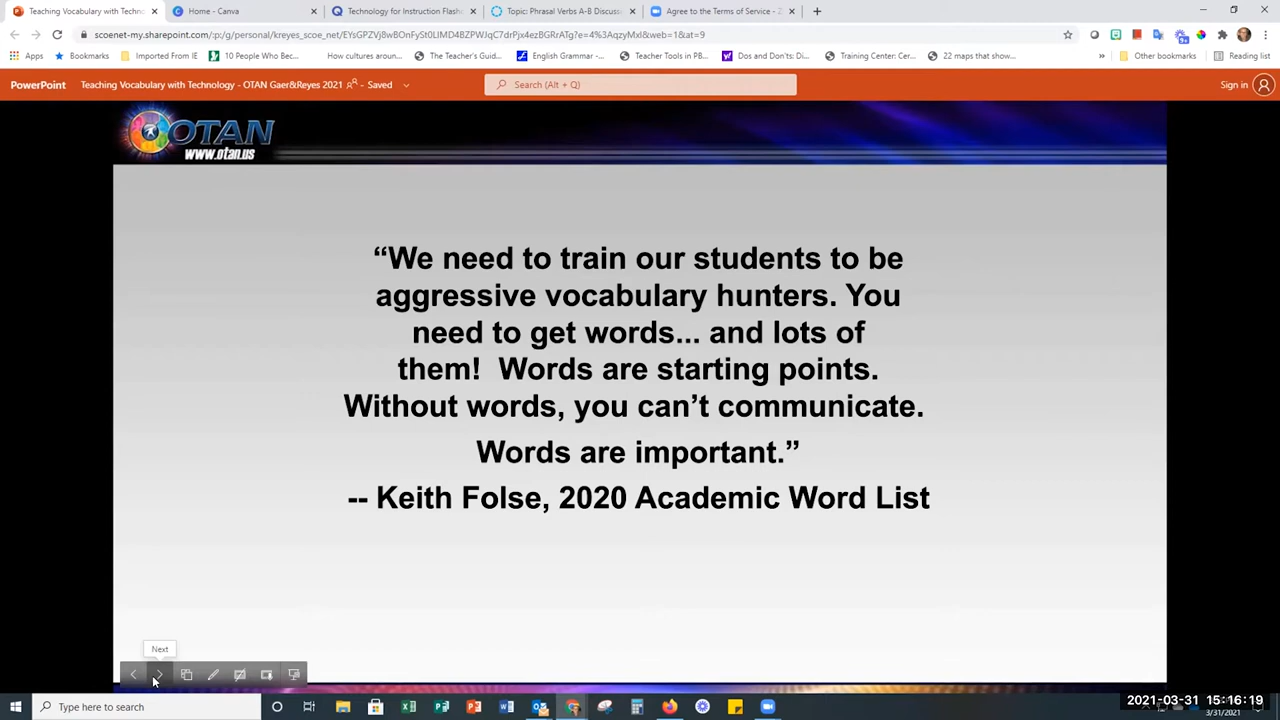 Teaching Vocabulary with Techno
Home - Canva
Technology for Instruction Flash
Topic: Phrasal Verbs A-B Discuss
Agree to the Terms of Service - Z
scoenet-my.sharepoint.com/:p:/g/personal/kreyes_scoe_net/EYsGPZVj8wBOnFySt0LIMD48ZPWJqC7drPjx4ezBGRrATg?e=4%3AqzyMxI&web=1&at=9
Apps
Bookmarks
Imported From IE
10 People Who Bec...
How cultures aroun...
The Teacher's Guid...
English Grammar -...
Teacher Tools in PB...
Dos and Don'ts: Di...
Training Center: Cer...
22 maps that show...
»
Other bookmarks
Reading list
PowerPoint
Teaching Vocabulary with Technology - OTAN Gaer&Reyes 2021 - Saved
Search (Alt + Q)
Sign in
OTAN
www.otan.us
“We need to train our students to be
aggressive vocabulary hunters. You
need to get words... and lots of
them! Words are starting points.
Without words, you can’t communicate.
Words are important.”
-- Keith Folse, 2020 Academic Word List
Next
Type here to search
2021-03-31 15:16:19
3/31/2021